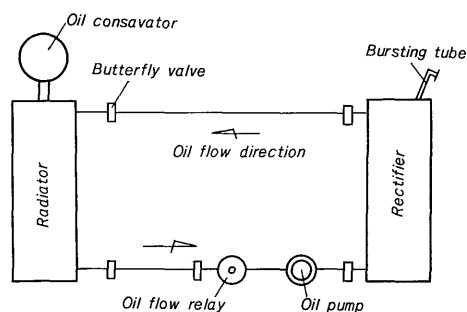 Oil consavator
Bursting tube
Butterfly valve
Oil flow direction
Radiator
Rectifier
Oil flow relay
Oil pump